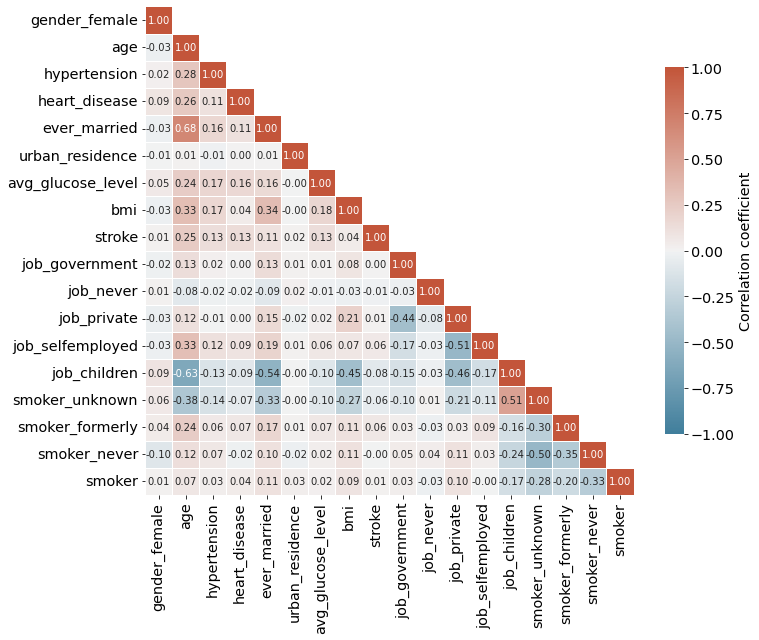 gender_female 1.00
age -0.03 1.00
hypertension 0.02 0.28 1.00
heart_disease 0.09 0.26 0.11 1.00
ever_married -0.03 0.68 0.16 0.11 1.00
urban_residence -0.01 0.01 -0.01 0.00 0.01 1.00
avg_glucose_level 0.05 0.24 0.17 0.16 0.16 -0.00 1.00
bmi -0.03 0.33 0.17 0.04 0.34 -0.00 0.18 1.00
stroke 0.01 0.25 0.13 0.13 0.11 0.02 0.13 0.04 1.00
job_government -0.02 0.13 0.02 0.00 0.13 0.01 0.01 0.08 0.00 1.00
job_never 0.01 -0.08 -0.02 -0.02 -0.09 0.02 -0.01 -0.03 -0.01 -0.03 1.00
job_private -0.03 0.12 -0.01 0.00 0.15 -0.02 0.02 0.21 0.01 -0.44 -0.08 1.00
job_selfemployed -0.03 0.33 0.12 0.09 0.19 0.01 0.06 0.07 0.06 -0.17 -0.03 -0.51 1.00
job_children 0.09 -0.63 -0.13 -0.09 -0.54 -0.00 -0.10 -0.45 -0.08 -0.15 -0.03 -0.46 -0.17 1.00
smoker_unknown 0.06 -0.38 -0.14 -0.07 -0.33 -0.00 -0.10 -0.27 -0.06 -0.10 0.01 -0.21 -0.11 0.51 1.00
smoker_formerly 0.04 0.24 0.06 0.07 0.17 0.01 0.07 0.11 0.06 0.03 -0.03 0.03 0.09 -0.16 -0.30 1.00
smoker_never -0.10 0.12 0.07 -0.02 0.10 -0.02 0.02 0.11 -0.00 0.05 0.04 0.11 0.03 -0.24 -0.50 -0.35 1.00
smoker 0.01 0.07 0.03 0.04 0.11 0.03 0.02 0.09 0.01 0.03 -0.03 0.10 -0.00 -0.17 -0.28 -0.20 -0.33 1.00
gender_female
age
hypertension
heart_disease
ever_married
urban_residence
avg_glucose_level
bmi
stroke
job_government
job_never
job_private
job_selfemployed
job_children
smoker_unknown
smoker_formerly
smoker_never
smoker
1.00
0.75
0.50
0.25
0.00
−0.25
−0.50
−0.75
−1.00
Correlation coefficient